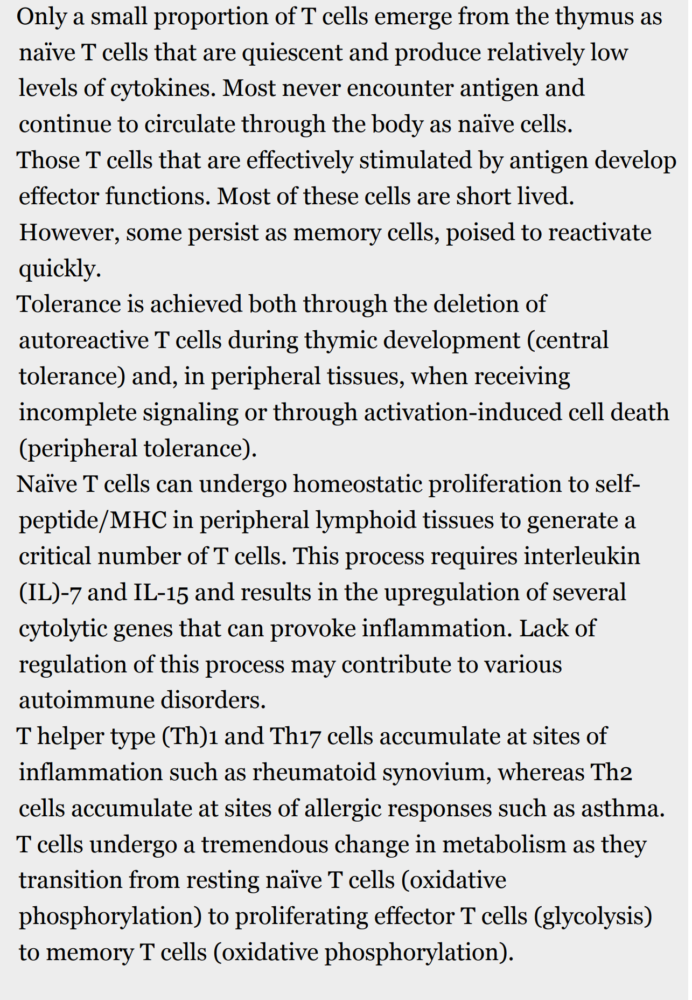 Only a small proportion of T cells emerge from the thymus as
naïve T cells that are quiescent and produce relatively low
levels of cytokines. Most never encounter antigen and
continue to circulate through the body as naïve cells.
Those T cells that are effectively stimulated by antigen develop
effector functions. Most of these cells are short lived.
However, some persist as memory cells, poised to reactivate
quickly.
Tolerance is achieved both through the deletion of
autoreactive T cells during thymic development (central
tolerance) and, in peripheral tissues, when receiving
incomplete signaling or through activation-induced cell death
(peripheral tolerance).
Naïve T cells can undergo homeostatic proliferation to self-
peptide/MHC in peripheral lymphoid tissues to generate a
critical number of T cells. This process requires interleukin
(IL)-7 and IL-15 and results in the upregulation of several
cytolytic genes that can provoke inflammation. Lack of
regulation of this process may contribute to various
autoimmune disorders.
T helper type (Th)1 and Th17 cells accumulate at sites of
inflammation such as rheumatoid synovium, whereas Th2
cells accumulate at sites of allergic responses such as asthma.
T cells undergo a tremendous change in metabolism as they
transition from resting naïve T cells (oxidative
phosphorylation) to proliferating effector T cells (glycolysis)
to memory T cells (oxidative phosphorylation).